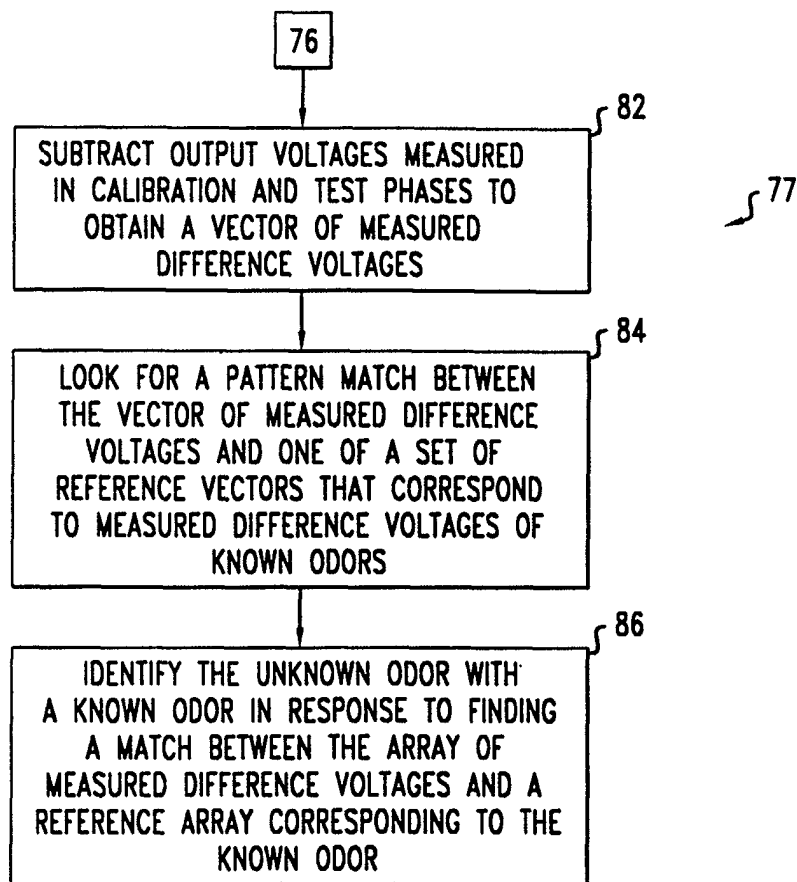 76
82
SUBTRACT OUTPUT VOLTAGES MEASURED
IN CALIBRATION AND TEST PHASES TO
OBTAIN A VECTOR OF MEASURED
DIFFERENCE VOLTAGES
77
84
LOOK FOR A PATTERN MATCH BETWEEN
THE VECTOR OF MEASURED DIFFERENCE
VOLTAGES AND ONE OF A SET OF
REFERENCE VECTORS THAT CORRESPOND
TO MEASURED DIFFERENCE VOLTAGES OF
KNOWN ODORS
86
IDENTIFY THE UNKNOWN ODOR WITH
A KNOWN ODOR IN RESPONSE TO FINDING
A MATCH BETWEEN THE ARRAY OF
MEASURED DIFFERENCE VOLTAGES AND A
REFERENCE ARRAY CORRESPONDING TO THE
KNOWN ODOR